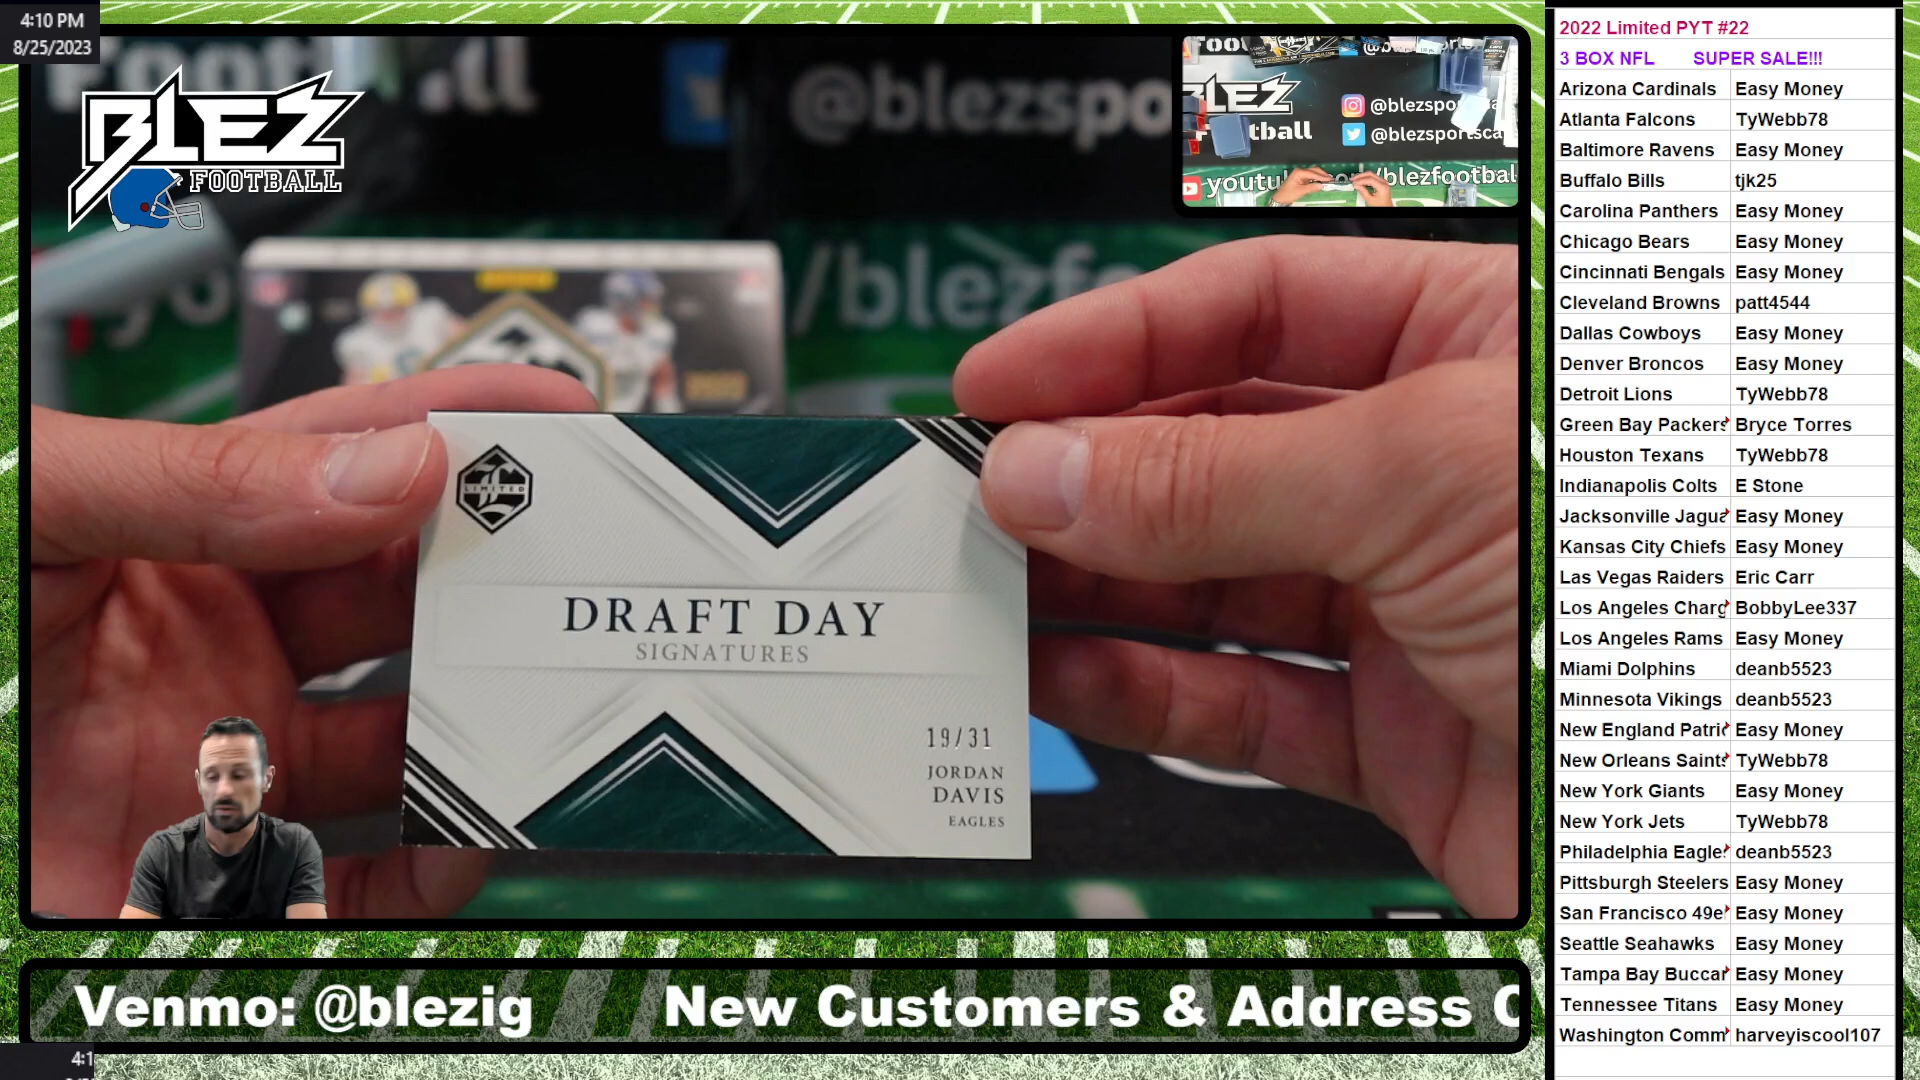 4:10 PM
8/25/2023
BLEZ
FOOTBALL
@blezspo
/blezfo
@blezspo
@blezsportsca
BLEZ
tball
youtu
/blezfootbal
LIMITED
DRAFT DAY
SIGNATURES
19/31
JORDAN
DAVIS
EAGLES
Venmo: @blezig New Customers & Address C
4:1
2022 Limited PYT #22
3 BOX NFL SUPER SALE!!!
Arizona Cardinals Easy Money
Atlanta Falcons TyWebb78
Baltimore Ravens Easy Money
Buffalo Bills tjk25
Carolina Panthers Easy Money
Chicago Bears Easy Money
Cincinnati Bengals Easy Money
Cleveland Browns patt4544
Dallas Cowboys Easy Money
Denver Broncos Easy Money
Detroit Lions TyWebb78
Green Bay Packers Bryce Torres
Houston Texans TyWebb78
Indianapolis Colts E Stone
Jacksonville Jagua Easy Money
Kansas City Chiefs Easy Money
Las Vegas Raiders Eric Carr
Los Angeles Charg BobbyLee337
Los Angeles Rams Easy Money
Miami Dolphins deanb5523
Minnesota Vikings deanb5523
New England Patri Easy Money
New Orleans Saints TyWebb78
New York Giants Easy Money
New York Jets TyWebb78
Philadelphia Eagle deanb5523
Pittsburgh Steelers Easy Money
San Francisco 49e Easy Money
Seattle Seahawks Easy Money
Tampa Bay Buccar Easy Money
Tennessee Titans Easy Money
Washington Comm harveyiscool107